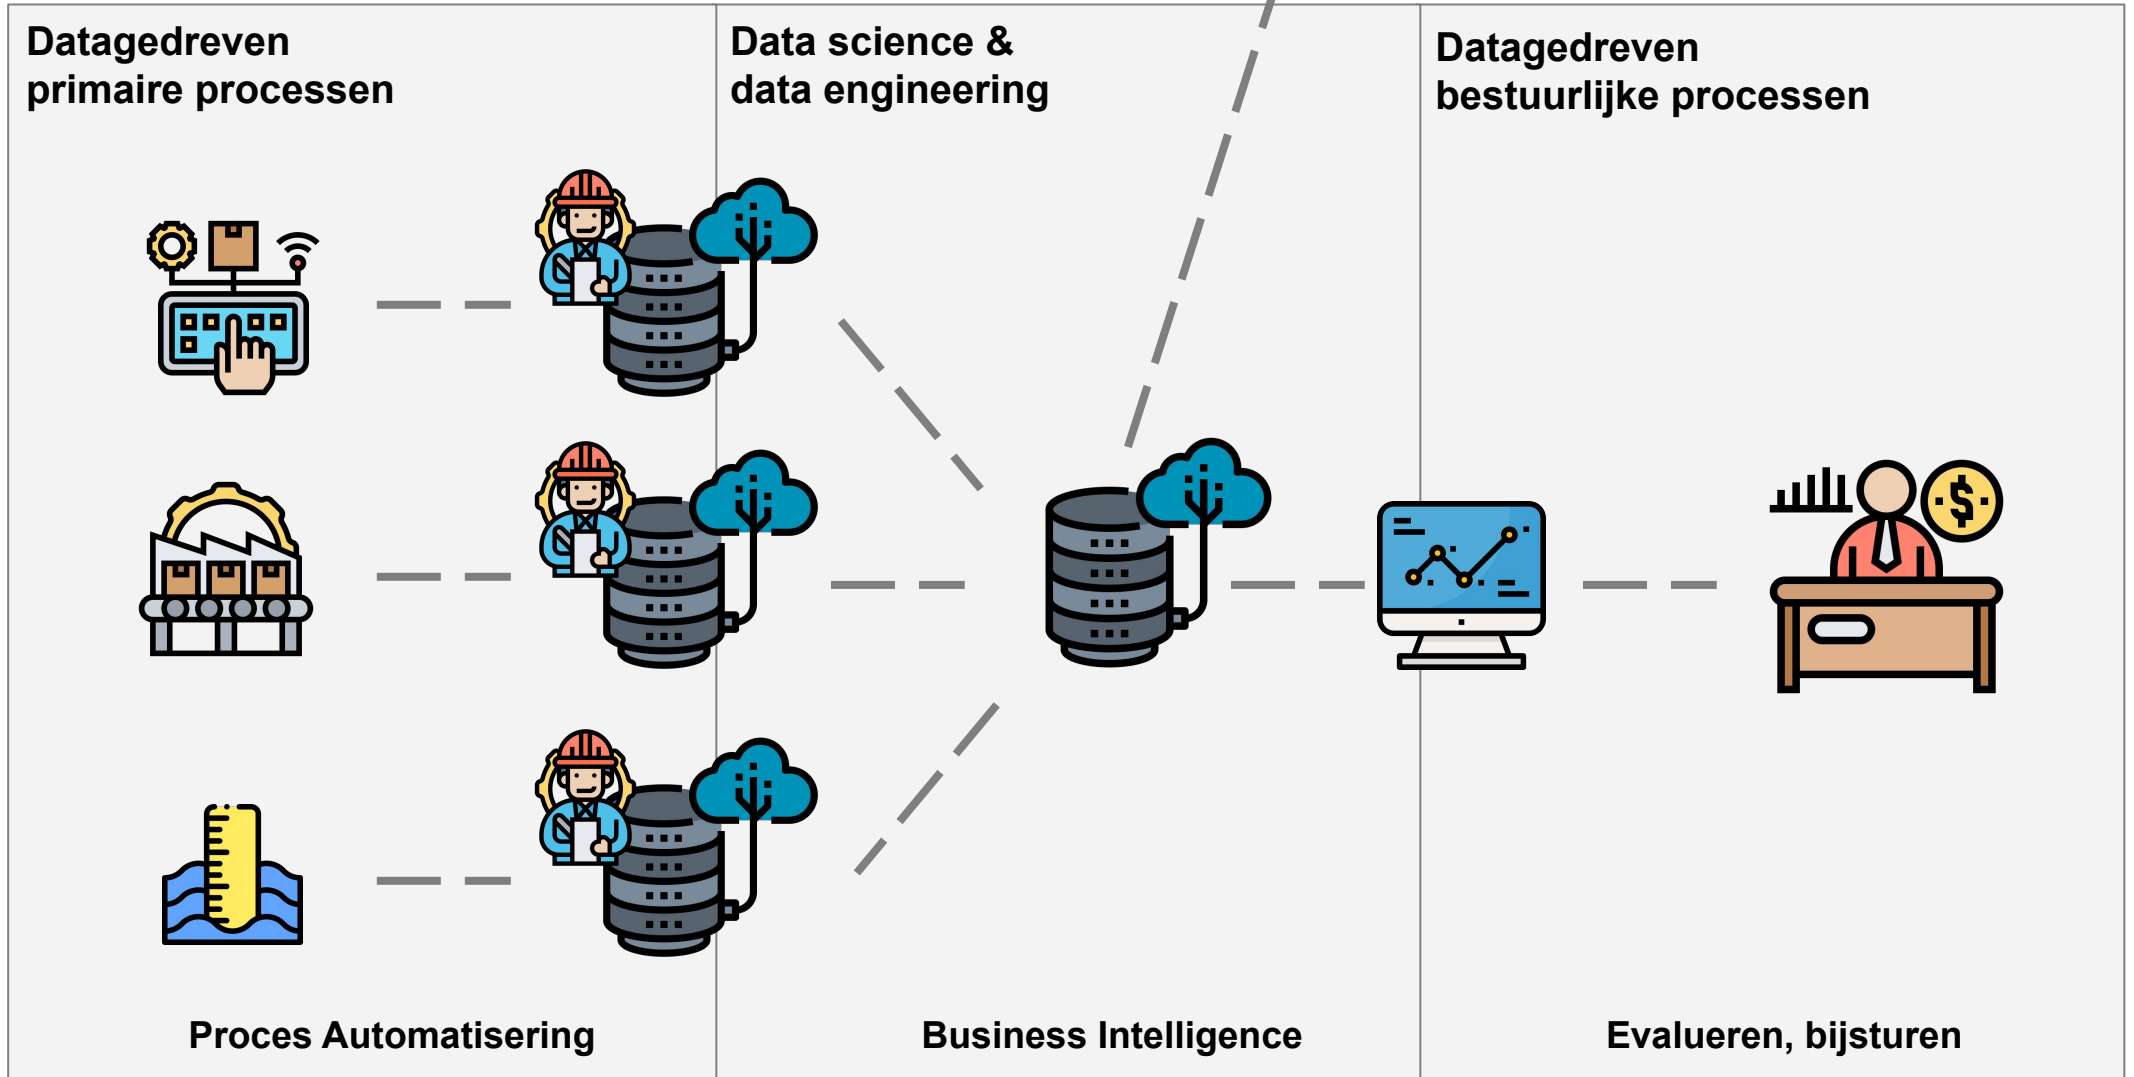 Datagedreven
primaire processen
Data science &
data engineering
Datagedreven
bestuurlijke processen
Proces Automatisering
Business Intelligence
Evalueren, bijsturen